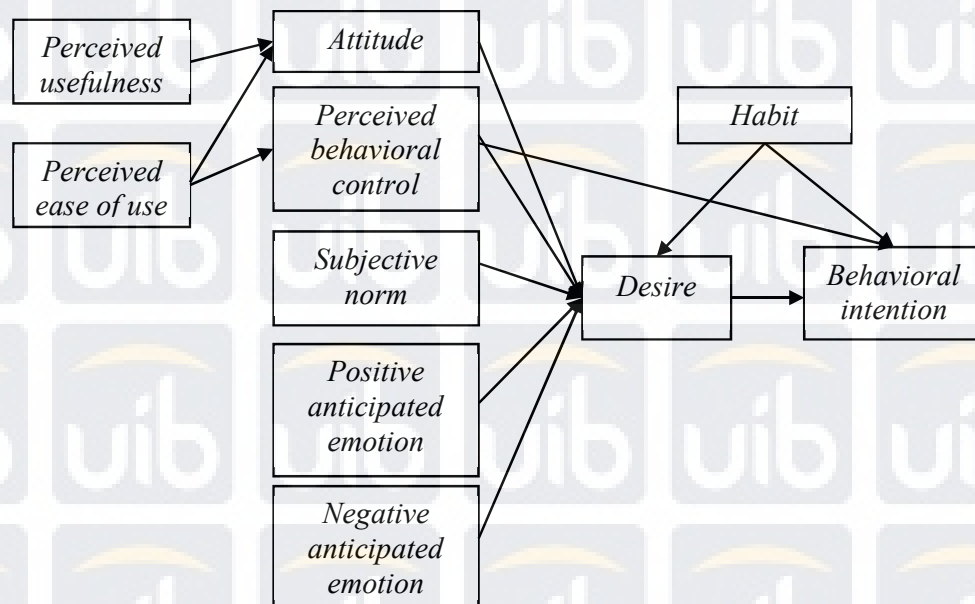 Perceived
usefulness
Perceived
ease of use
Attitude
Perceived
behavioral
control
Subjective
norm
Positive
anticipated
emotion
Negative
anticipated
emotion
Habit
Desire
Behavioral
intention
uib